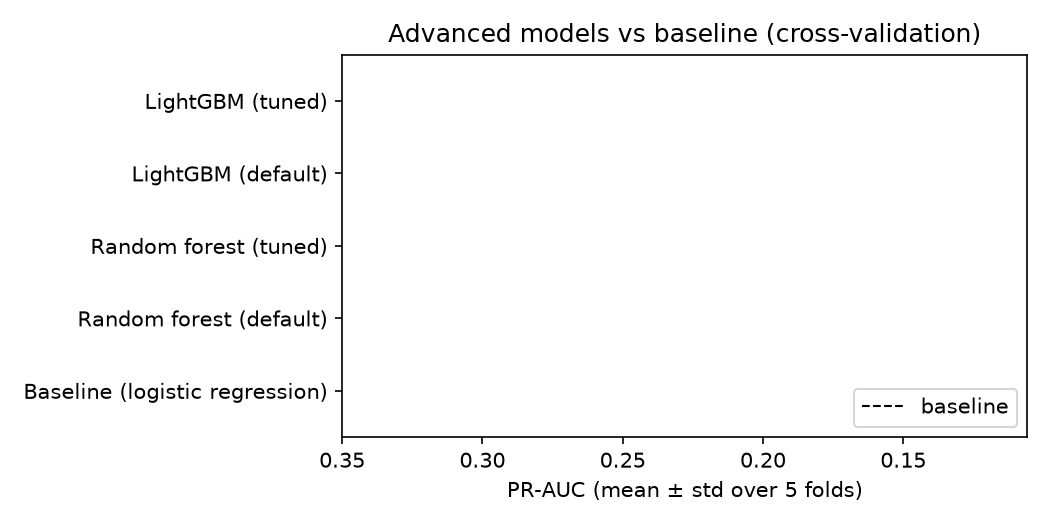 Advanced models vs baseline (cross-validation)
LightGBM (tuned)
LightGBM (default)
Random forest (tuned)
Random forest (default)
Baseline (logistic regression)
baseline
0.35 0.30 0.25 0.20 0.15
PR-AUC (mean ± std over 5 folds)